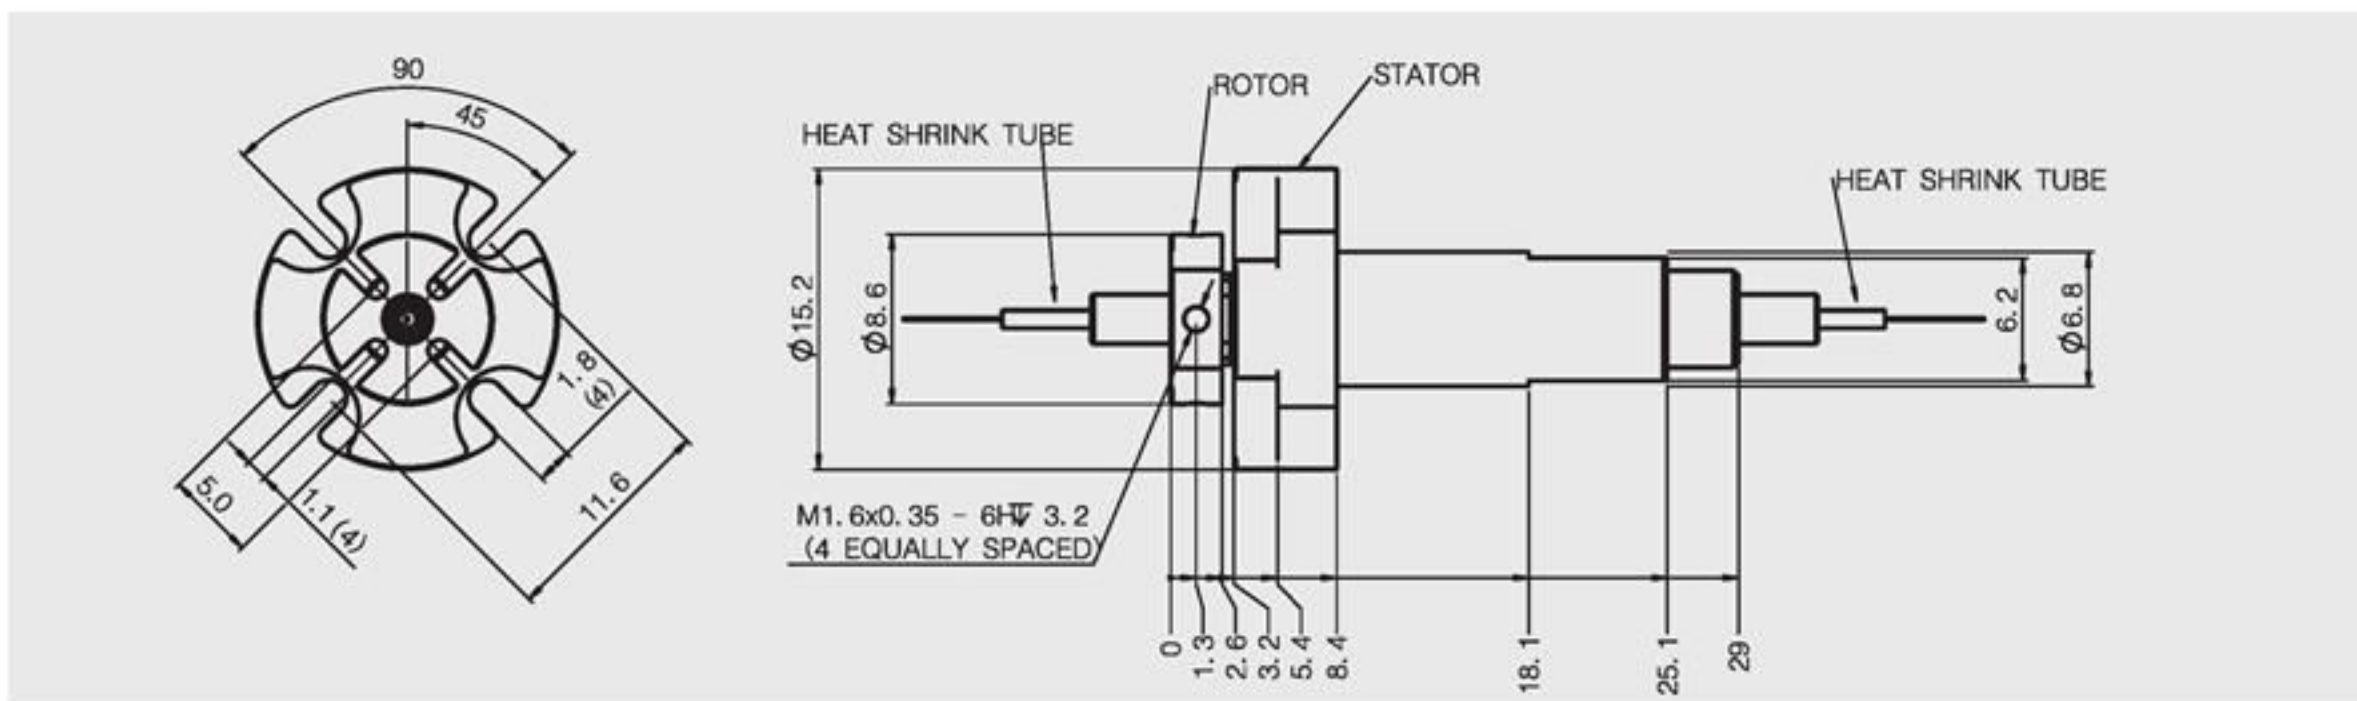 90
45
1.8
(4)
11.6
5.0
1.1(4)
ROTOR
STATOR
HEAT SHRINK TUBE
HEAT SHRINK TUBE
Φ15.2
Φ8.6
6.2
Φ6.8
M1.6x0.35 - 6H↧ 3.2
(4 EQUALLY SPACED)
0
1.3
2.6
3.2
5.4
8.4
18.1
25.1
29